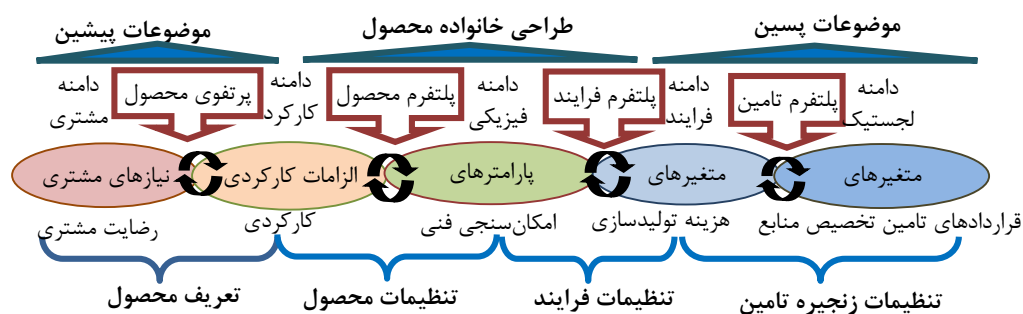 موضوعات پیشین
طراحی خانواده محصول
موضوعات پسین
دامنه
مشتری
پرتفوی محصول
دامنه
کارکرد
پلتفرم محصول
دامنه
فیزیکی
پلتفرم فرایند
دامنه
فرایند
پلتفرم تامین
دامنه
لجستیک
نیازهای مشتری
الزامات کارکردی
پارامترهای
متغیرهای
متغیرهای
رضایت مشتری
کارکردی
امکان‌سنجی فنی
هزینه تولیدسازی
قراردادهای تامین تخصیص منابع
تعریف محصول
تنظیمات محصول
تنظیمات فرایند
تنظیمات زنجیره تامین